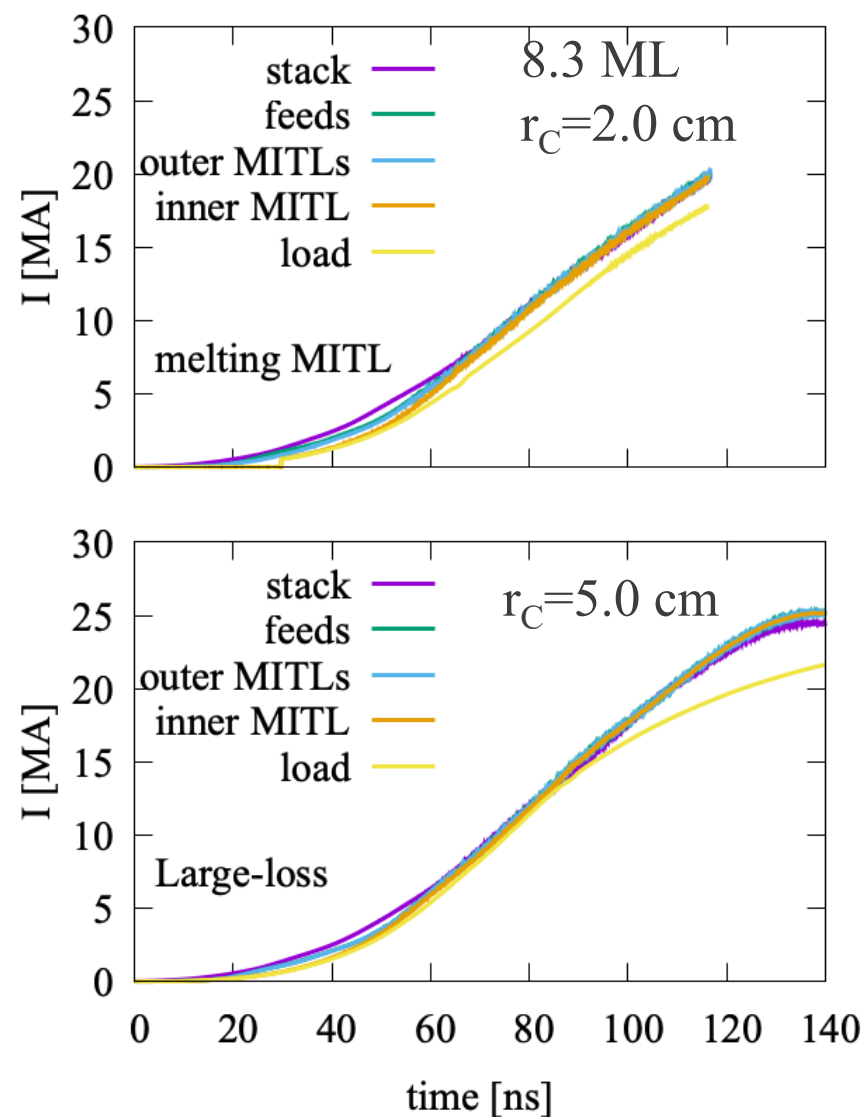 30
25
20
15
10
5
0
I [MA]
stack
feeds
outer MITLs
inner MITL
load
8.3 ML
r_C=2.0 cm
melting MITL
30
25
20
15
10
5
0
I [MA]
stack
feeds
outer MITLs
inner MITL
load
r_C=5.0 cm
Large-loss
0 20 40 60 80 100 120 140
time [ns]